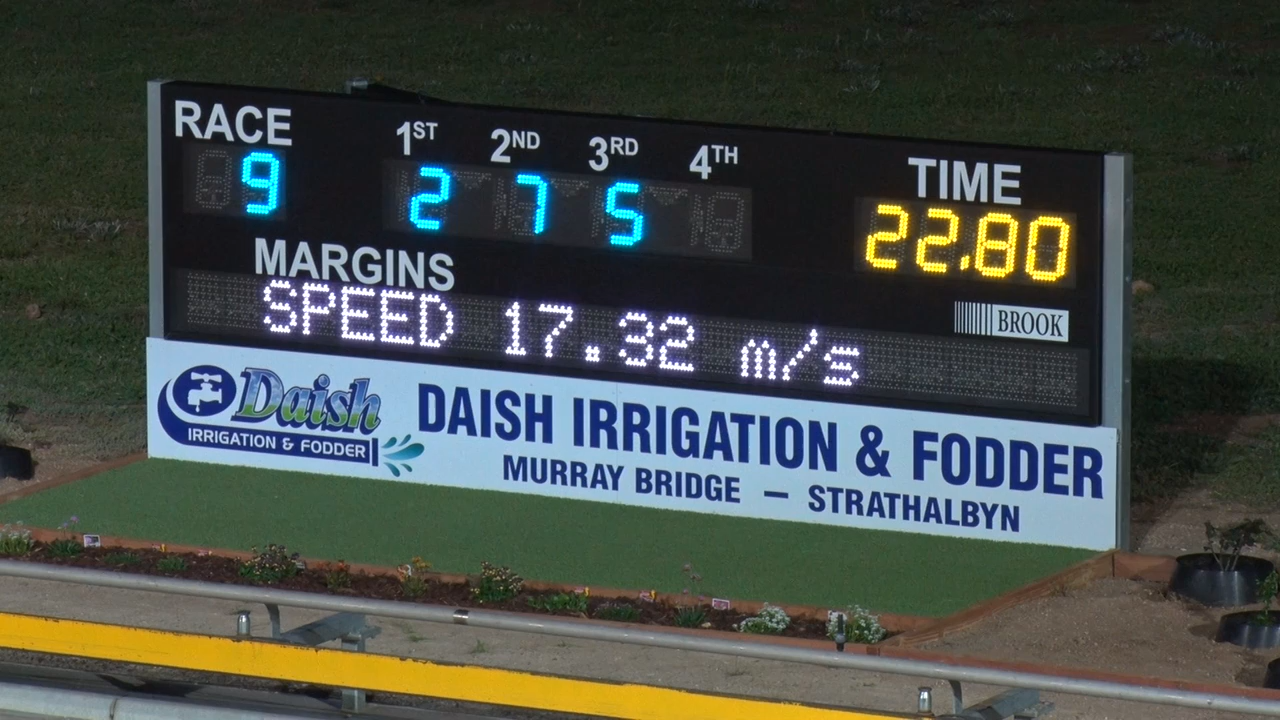 RACE 1ST 2ND 3RD 4TH TIME
9 2 7 5 22.80
MARGINS
BROOK
SPEED 17.32 m/s
Daish
IRRIGATION & FODDER
DAISH IRRIGATION & FODDER
MURRAY BRIDGE — STRATHALBYN